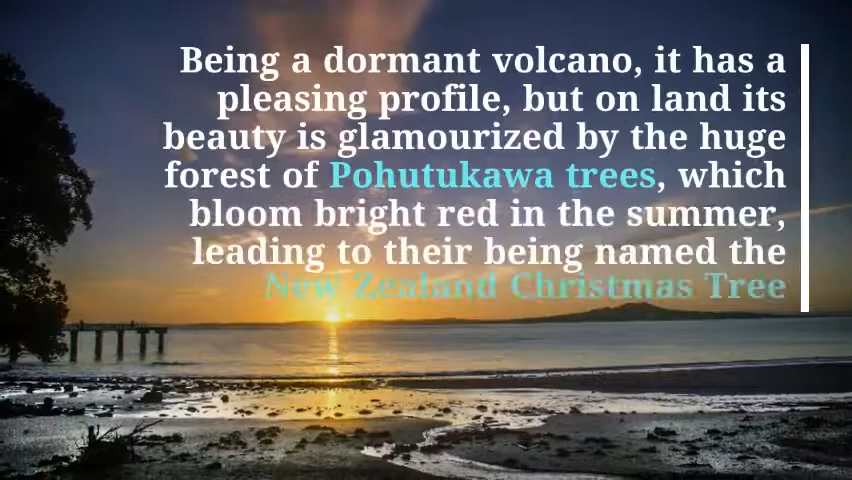 Being a dormant volcano, it has a
pleasing profile, but on land its
beauty is glamourized by the huge
forest of Pohutukawa trees, which
bloom bright red in the summer,
leading to their being named the
New Zealand Christmas Tree